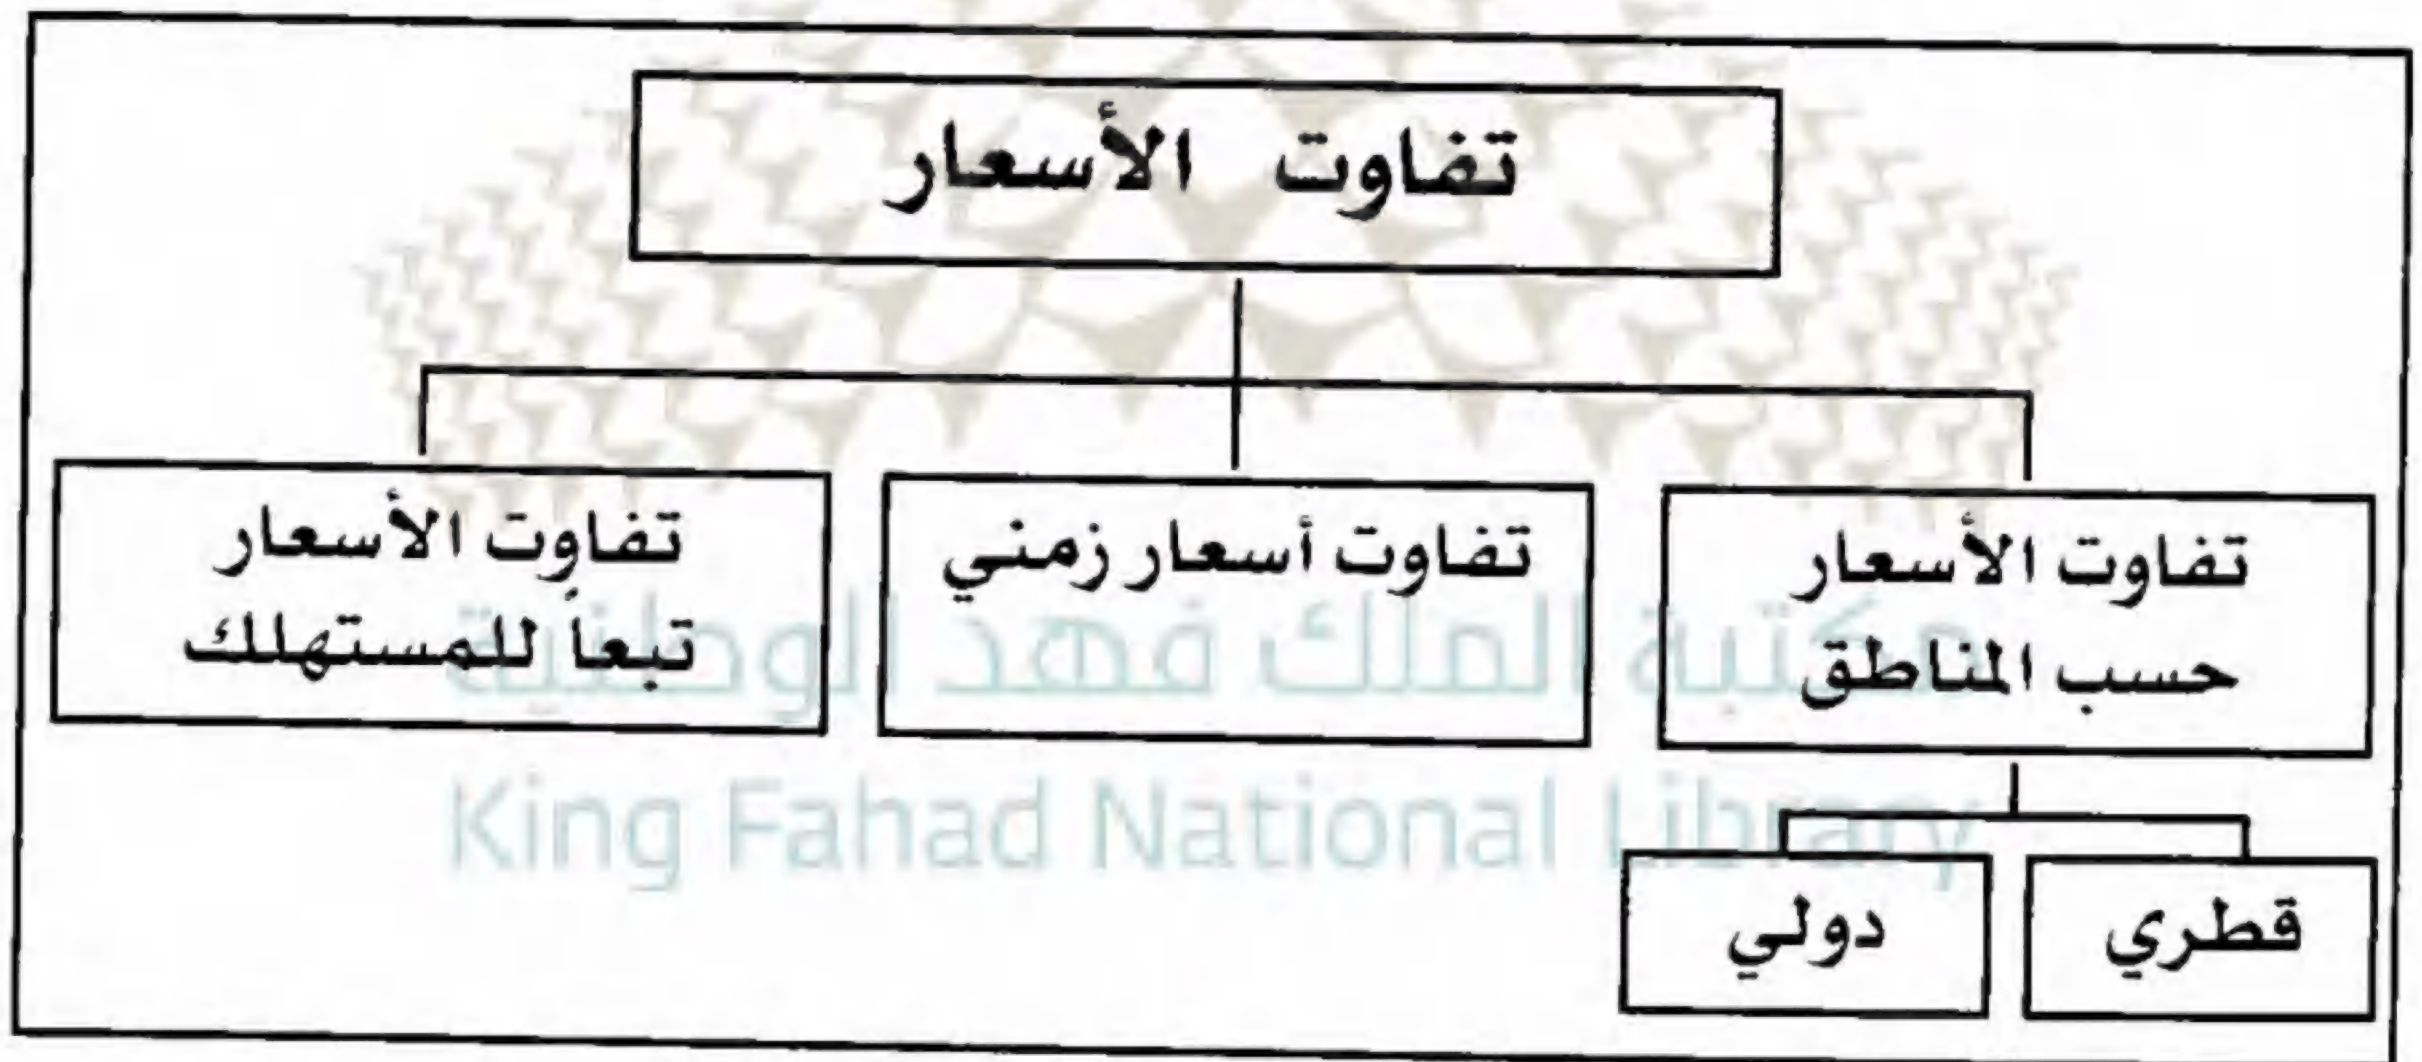 تفاوت الأسعار
تفاوت الأسعار
حسب المناطق
تفاوت أسعار زمني
تفاوت الأسعار
تبعاً للمستهلك
قطري
دولي
مكتبة الملك فهد الوطنية
King Fahad National Library